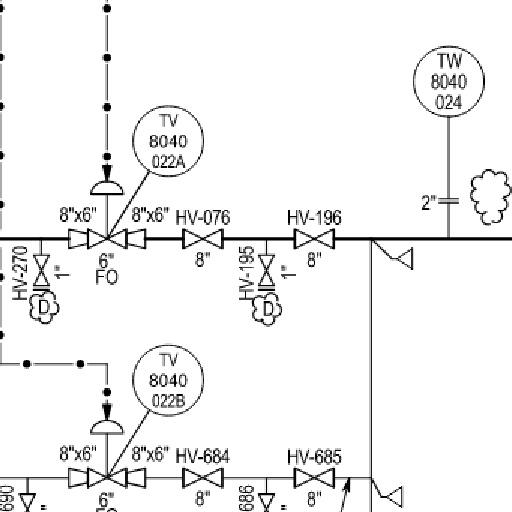 TW
8040
024
TV
8040
022A
2"
8"x6"
8"x6"
HV-076
HV-196
HV-270
1"
6"
FO
8"
HV-195
1"
8"
D
D
TV
8040
022B
8"x6"
8"x6"
HV-684
HV-685
690
6"
8"
686
8"